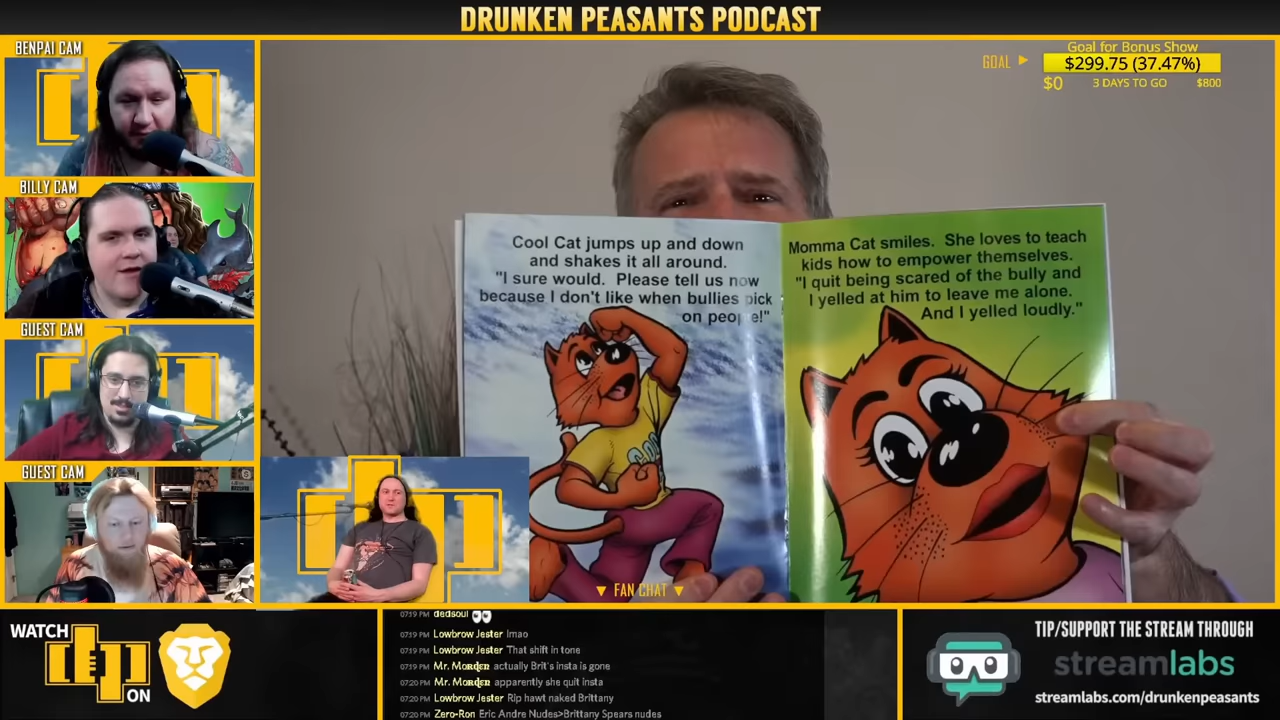 DRUNKEN PEASANTS PODCAST
BENPAI CAM
BILLY CAM
GUEST CAM
GUEST CAM
Goal for Bonus Show
GOAL
$299.75 (37.47%)
$0 3 DAYS TO GO $800
Cool Cat jumps up and down
and shakes it all around.
"I sure would. Please tell us now
because I don't like when bullies pick
on people!"
Momma Cat smiles. She loves to teach
kids how to empower themselves.
"I quit being scared of the bully and
I yelled at him to leave me alone.
And I yelled loudly."
COOL
▼ FAN CHAT ▼
07:19 PM dedsoul 👀
07:19 PM Lowbrow Jester lmao
07:19 PM Lowbrow Jester That shift in tone
07:19 PM Mr. actually Brit's insta is gone
07:20 PM Mr. apparently she quit insta
07:20 PM Lowbrow Jester Rip hawt naked Brittany
07:20 PM Zero-Ron Eric Andre Nudes>Brittany Spears nudes
WATCH
ON
TIP/SUPPORT THE STREAM THROUGH
streamlabs
streamlabs.com/drunkenpeasants